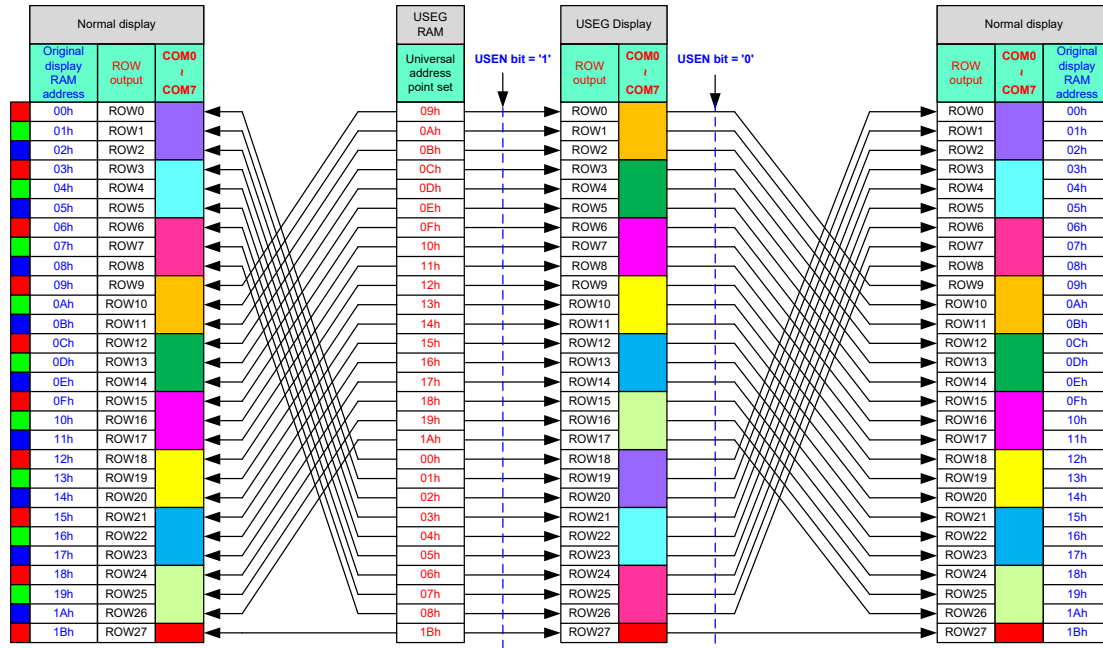 Normal display
USEG RAM
USEG Display
Normal display
Original display RAM address
ROW output
COM0 ~ COM7
Universal address point set
USEN bit = '1'
ROW output
COM0 ~ COM7
USEN bit = '0'
ROW output
COM0 ~ COM7
Original display RAM address
00h ROW0 09h ROW0 ROW0 00h
01h ROW1 0Ah ROW1 ROW1 01h
02h ROW2 0Bh ROW2 ROW2 02h
03h ROW3 0Ch ROW3 ROW3 03h
04h ROW4 0Dh ROW4 ROW4 04h
05h ROW5 0Eh ROW5 ROW5 05h
06h ROW6 0Fh ROW6 ROW6 06h
07h ROW7 10h ROW7 ROW7 07h
08h ROW8 11h ROW8 ROW8 08h
09h ROW9 12h ROW9 ROW9 09h
0Ah ROW10 13h ROW10 ROW10 0Ah
0Bh ROW11 14h ROW11 ROW11 0Bh
0Ch ROW12 15h ROW12 ROW12 0Ch
0Dh ROW13 16h ROW13 ROW13 0Dh
0Eh ROW14 17h ROW14 ROW14 0Eh
0Fh ROW15 18h ROW15 ROW15 0Fh
10h ROW16 19h ROW16 ROW16 10h
11h ROW17 1Ah ROW17 ROW17 11h
12h ROW18 00h ROW18 ROW18 12h
13h ROW19 01h ROW19 ROW19 13h
14h ROW20 02h ROW20 ROW20 14h
15h ROW21 03h ROW21 ROW21 15h
16h ROW22 04h ROW22 ROW22 16h
17h ROW23 05h ROW23 ROW23 17h
18h ROW24 06h ROW24 ROW24 18h
19h ROW25 07h ROW25 ROW25 19h
1Ah ROW26 08h ROW26 ROW26 1Ah
1Bh ROW27 1Bh ROW27 ROW27 1Bh